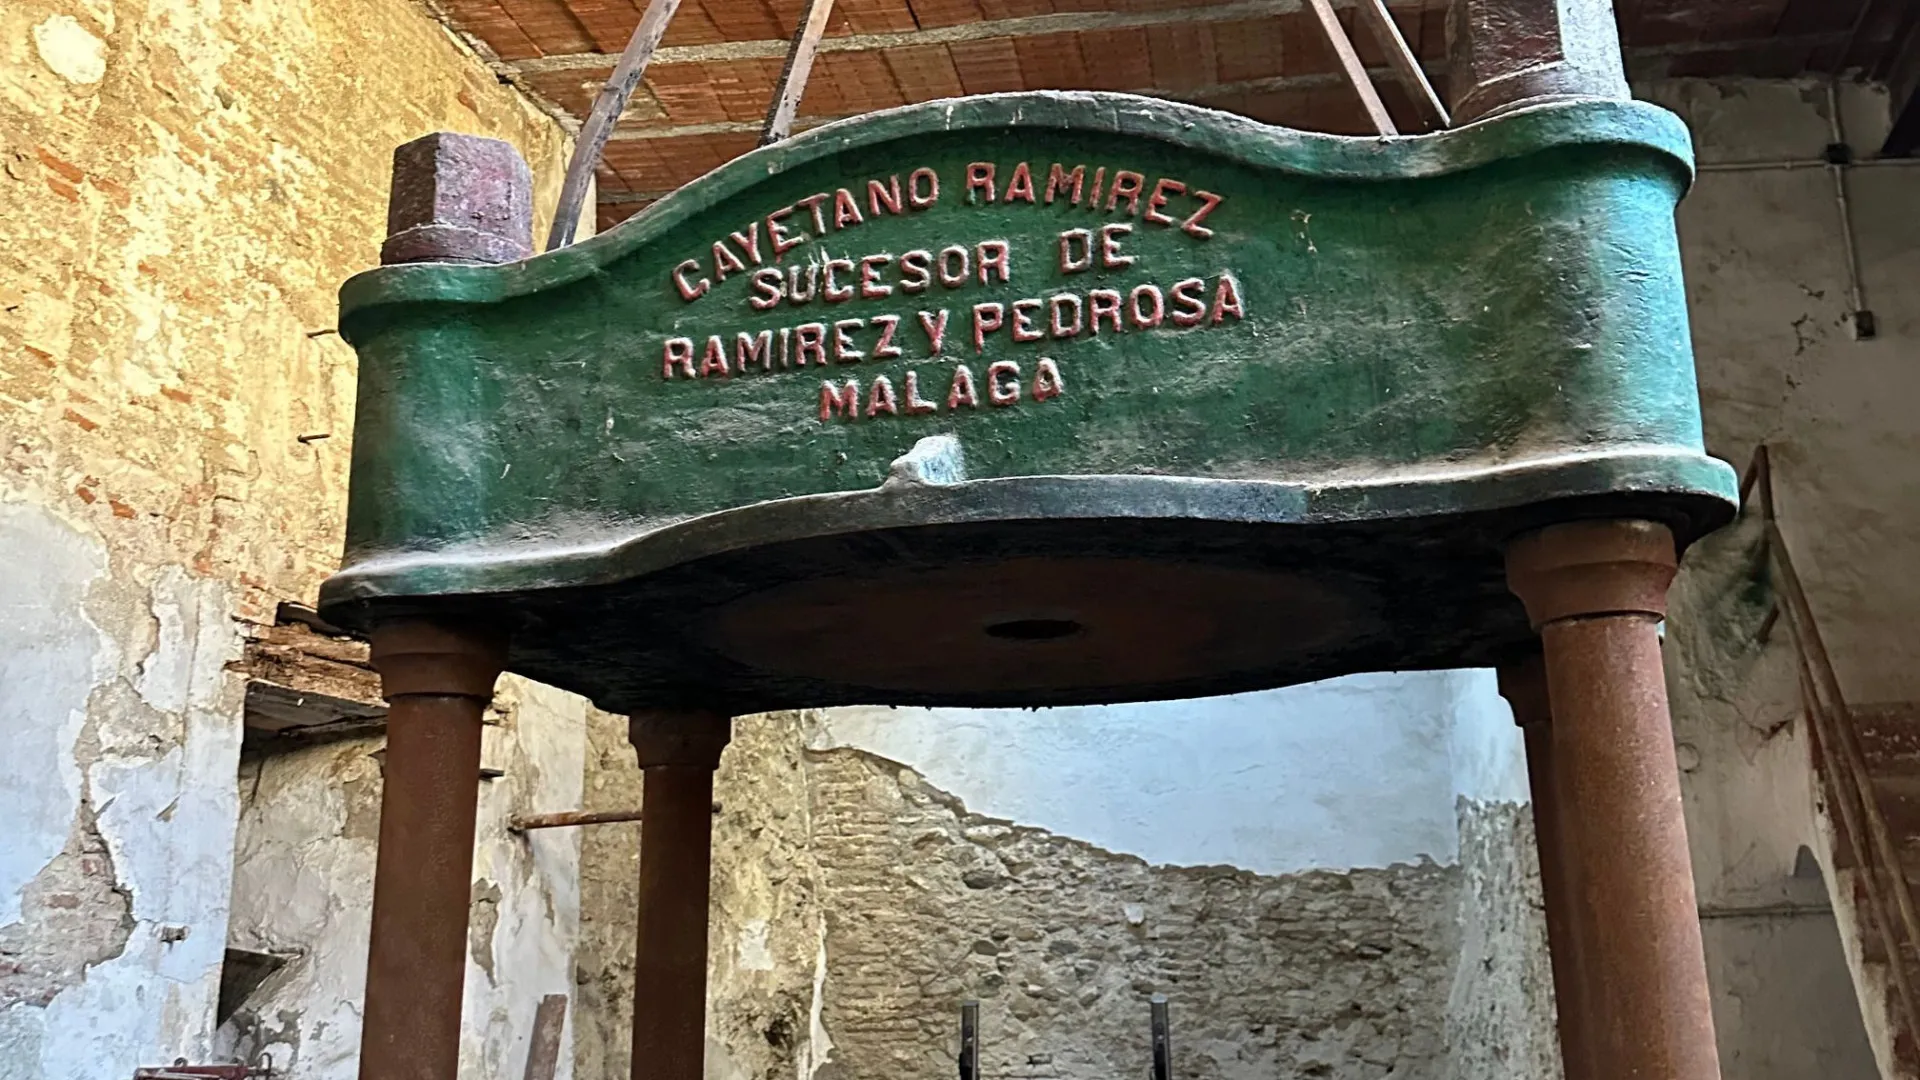 CAYETANO RAMIREZ
SUCESOR DE
RAMIREZ Y PEDROSA
MALAGA